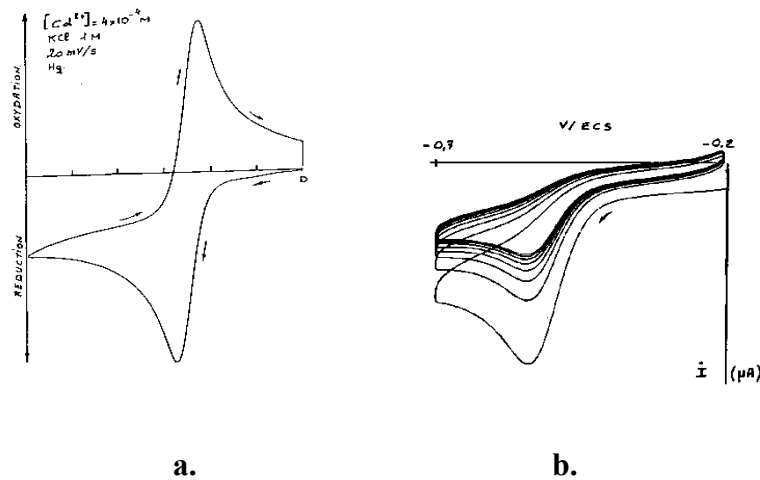 [Cd²⁺]=4×10⁻⁴ M
KCl 1 M
20 mV/s
Hg
OXYDATION
REDUCTION
O
V/ECS
-0,7
-0,2
İ (µA)
a.
b.